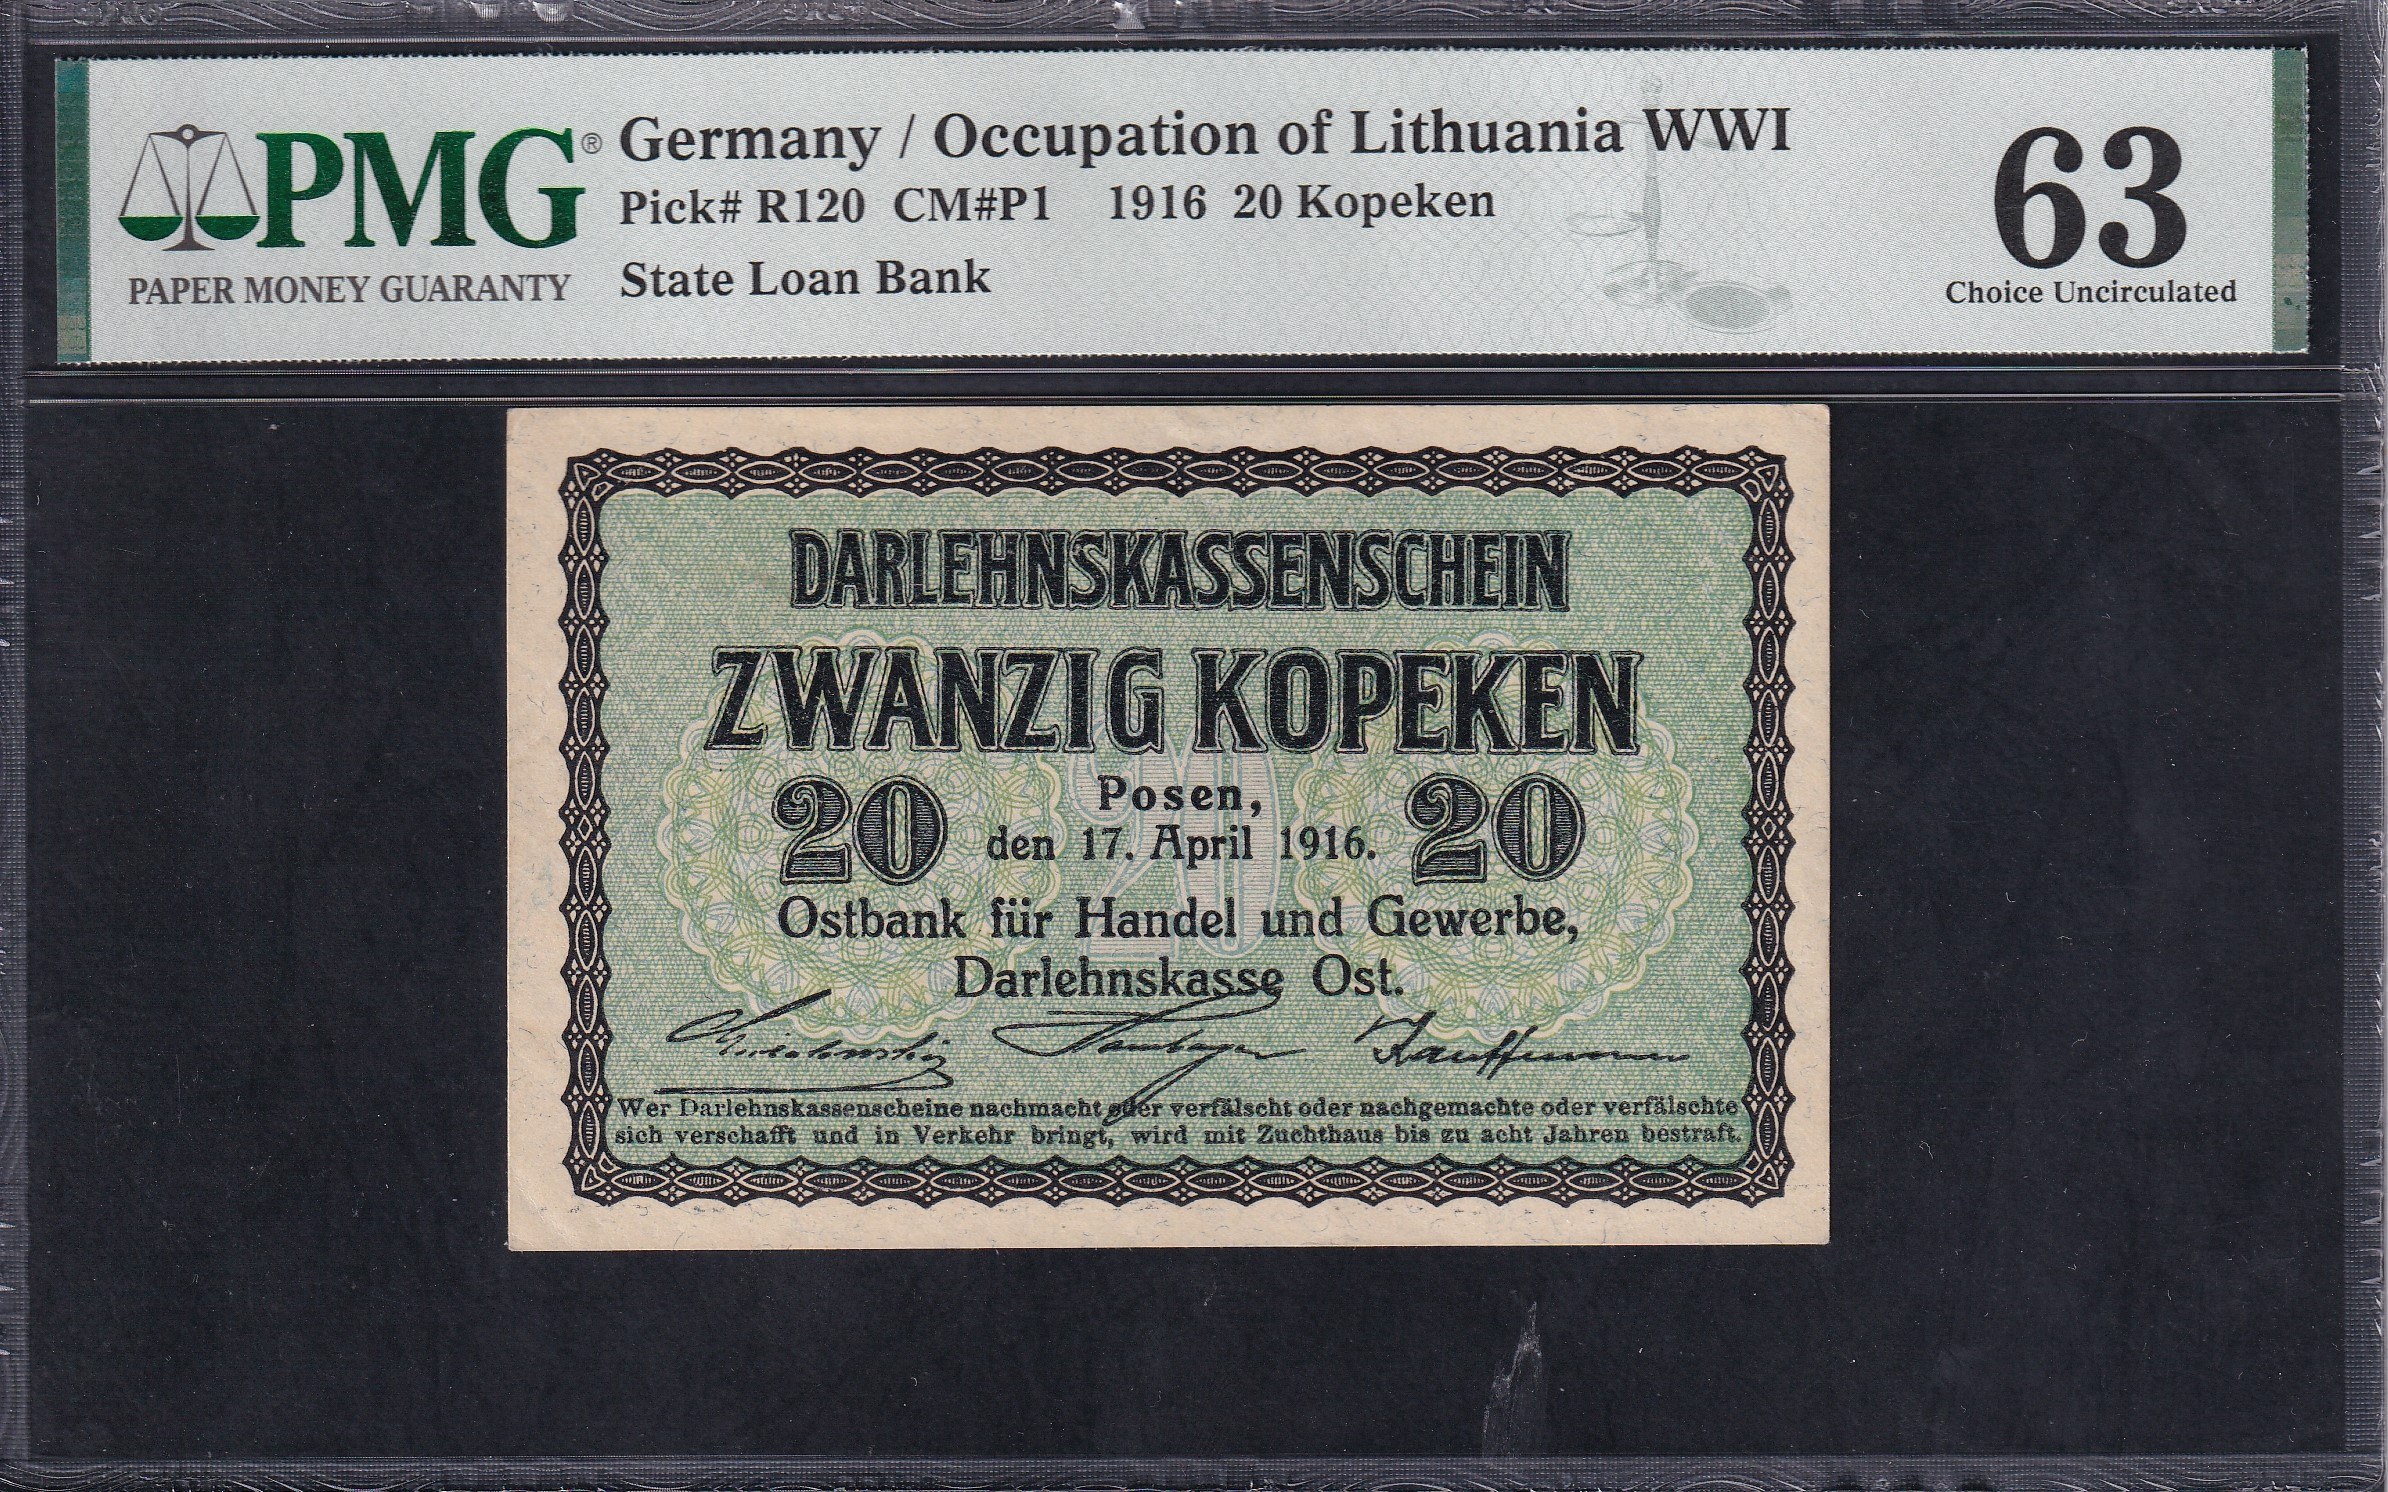 PMG®
PAPER MONEY GUARANTY
Germany / Occupation of Lithuania WWI
Pick# R120 CM#P1 1916 20 Kopeken
State Loan Bank
63
Choice Uncirculated
DARLEHNSKASSENSCHEIN
ZWANZIG KOPEKEN
20 20 20
Posen,
den 17. April 1916.
Ostbank für Handel und Gewerbe,
Darlehnskasse Ost.
Wer Darlehnskassenscheine nachmacht oder verfälscht oder nachgemachte oder verfälschte
sich verschafft und in Verkehr bringt, wird mit Zuchthaus bis zu acht Jahren bestraft.